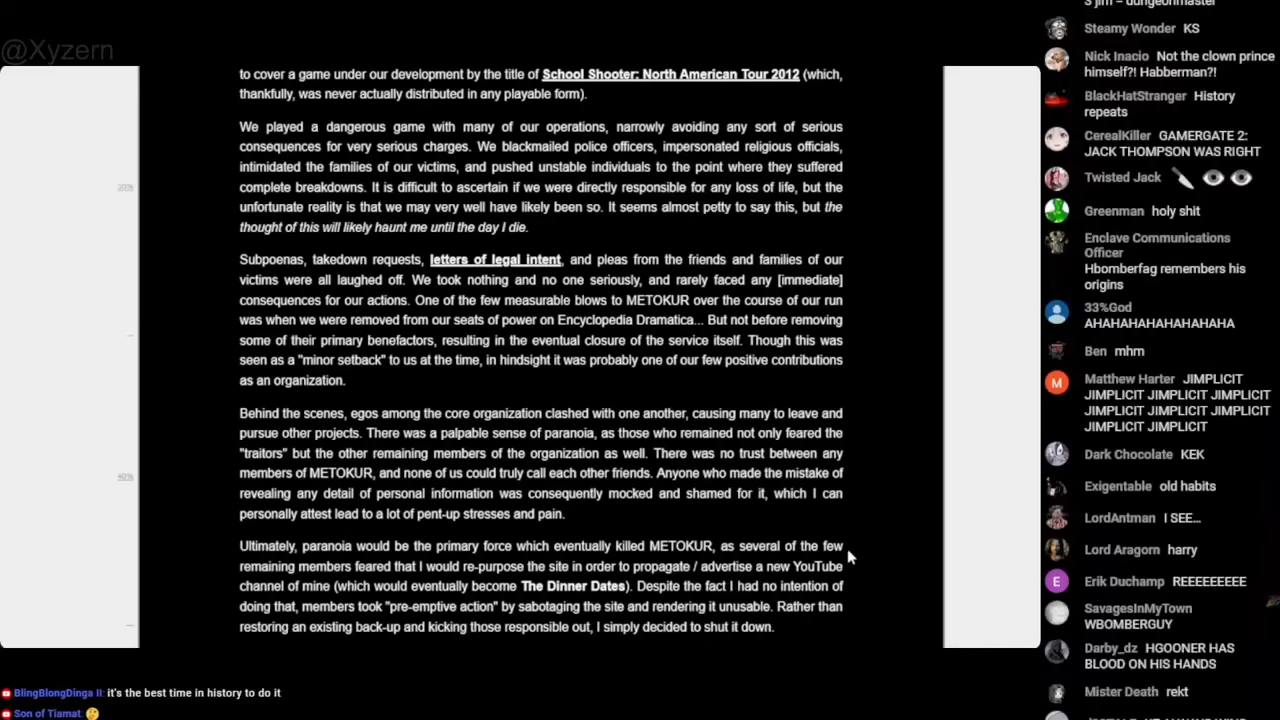 @Xyzern
to cover a game under our development by the title of School Shooter: North American Tour 2012 (which,
thankfully, was never actually distributed in any playable form).
We played a dangerous game with many of our operations, narrowly avoiding any sort of serious
consequences for very serious charges. We blackmailed police officers, impersonated religious officials,
intimidated the families of our victims, and pushed unstable individuals to the point where they suffered
complete breakdowns. It is difficult to ascertain if we were directly responsible for any loss of life, but the
unfortunate reality is that we may very well have likely been so. It seems almost petty to say this, but the
thought of this will likely haunt me until the day I die.
Subpoenas, takedown requests, letters of legal intent, and pleas from the friends and families of our
victims were all laughed off. We took nothing and no one seriously, and rarely faced any [immediate]
consequences for our actions. One of the few measurable blows to METOKUR over the course of our run
was when we were removed from our seats of power on Encyclopedia Dramatica... But not before removing
some of their primary benefactors, resulting in the eventual closure of the service itself. Though this was
seen as a "minor setback" to us at the time, in hindsight it was probably one of our few positive contributions
as an organization.
Behind the scenes, egos among the core organization clashed with one another, causing many to leave and
pursue other projects. There was a palpable sense of paranoia, as those who remained not only feared the
"traitors" but the other remaining members of the organization as well. There was no trust between any
members of METOKUR, and none of us could truly call each other friends. Anyone who made the mistake of
revealing any detail of personal information was consequently mocked and shamed for it, which I can
personally attest lead to a lot of pent-up stresses and pain.
Ultimately, paranoia would be the primary force which eventually killed METOKUR, as several of the few
remaining members feared that I would re-purpose the site in order to propagate / advertise a new YouTube
channel of mine (which would eventually become The Dinner Dates). Despite the fact I had no intention of
doing that, members took "pre-emptive action" by sabotaging the site and rendering it unusable. Rather than
restoring an existing back-up and kicking those responsible out, I simply decided to shut it down.
BlingBlongDinga II: it's the best time in history to do it
Son of Tiamat: 🤔
Steamy Wonder KS
Nick Inacio Not the clown prince
himself?! Habberman?!
BlackHatStranger History
repeats
CerealKiller GAMERGATE 2:
JACK THOMPSON WAS RIGHT
Twisted Jack
Greenman holy shit
Enclave Communications
Officer
Hbomberfag remembers his
origins
33%God
AHAHAHAHAHAHAHA
Ben mhm
M
Matthew Harter JIMPLICIT
JIMPLICIT JIMPLICIT JIMPLICIT
JIMPLICIT JIMPLICIT JIMPLICIT
JIMPLICIT JIMPLICIT
Dark Chocolate KEK
Exigentable old habits
LordAntman I SEE...
Lord Aragorn harry
E
Erik Duchamp REEEEEEEEE
SavagesInMyTown
WBOMBERGUY
Darby_dz HGOONER HAS
BLOOD ON HIS HANDS
Mister Death rekt